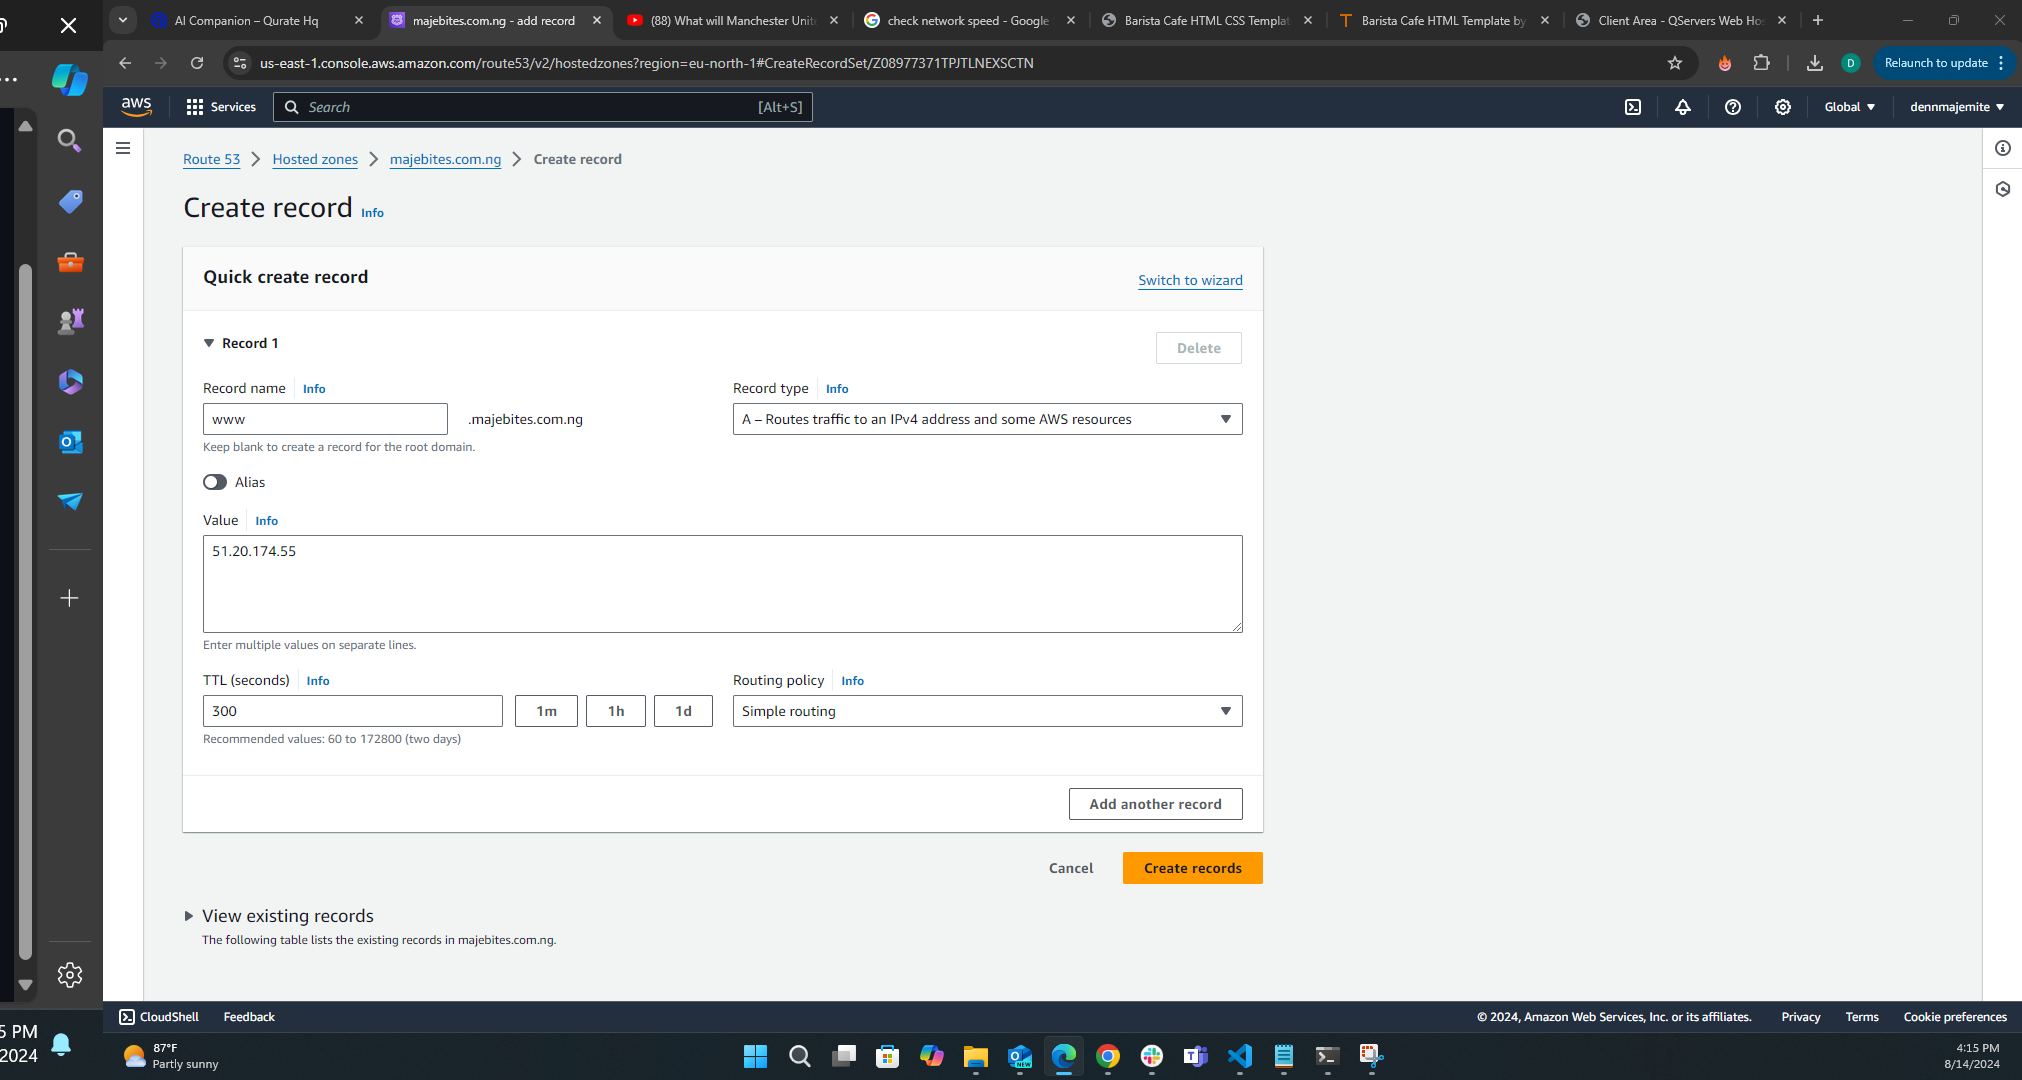 AI Companion – Qurate Hq
majebites.com.ng - add record
(88) What will Manchester Unit
check network speed - Google
Barista Cafe HTML CSS Templat
Barista Cafe HTML Template by
Client Area - QServers Web Ho
us-east-1.console.aws.amazon.com/route53/v2/hostedzones?region=eu-north-1#CreateRecordSet/Z08977371TPJTLNEXSCTN
D
Relaunch to update
aws
Services
Search
[Alt+S]
Global
dennmajemite
Route 53
Hosted zones
majebites.com.ng
Create record
Create record Info
Quick create record
Switch to wizard
Record 1
Delete
Record name Info
Record type Info
www
.majebites.com.ng
A – Routes traffic to an IPv4 address and some AWS resources
Keep blank to create a record for the root domain.
Alias
Value Info
51.20.174.55
Enter multiple values on separate lines.
TTL (seconds) Info
Routing policy Info
300
1m
1h
1d
Simple routing
Recommended values: 60 to 172800 (two days)
Add another record
Cancel
Create records
View existing records
The following table lists the existing records in majebites.com.ng.
CloudShell
Feedback
© 2024, Amazon Web Services, Inc. or its affiliates.
Privacy
Terms
Cookie preferences
5 PM
2024
87°F
Partly sunny
NEW
4:15 PM
8/14/2024